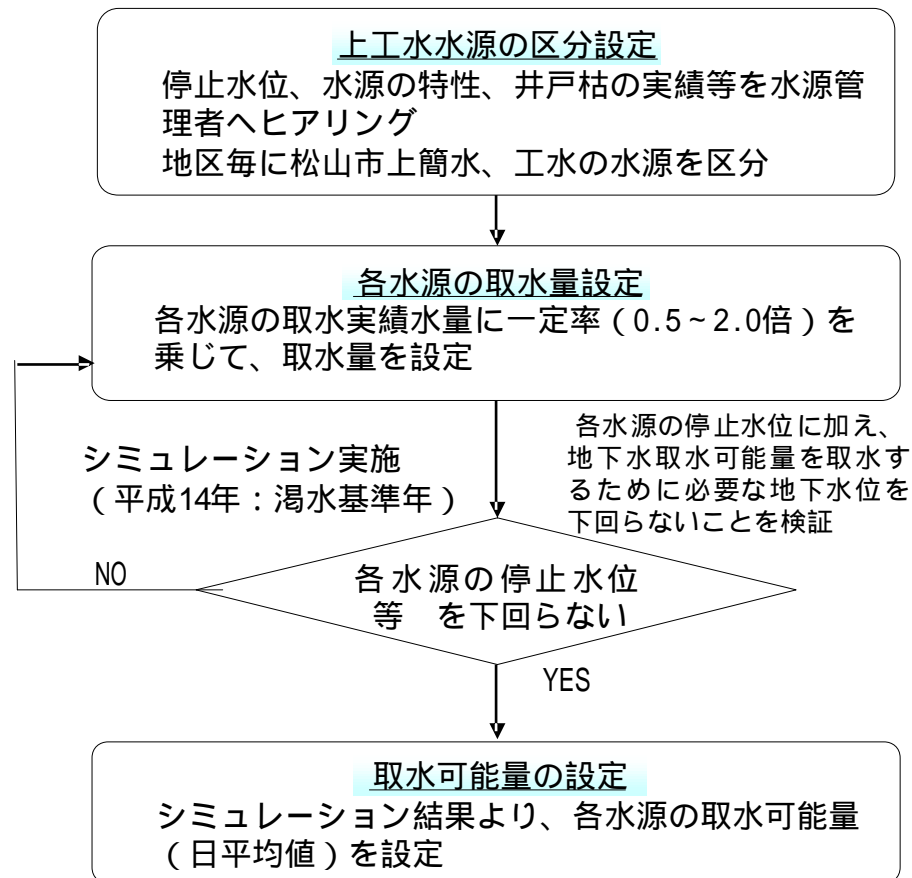 上工水水源の区分設定
停止水位、水源の特性、井戸枯の実績等を水源管
理者へヒアリング
地区毎に松山市上簡水、工水の水源を区分
各水源の取水量設定
各水源の取水実績水量に一定率（0.5~2.0倍）を
乗じて、取水量を設定
シミュレーション実施
（平成14年：渇水基準年）
各水源の停止水位に加え、
地下水取水可能量を取水す
るために必要な地下水位を
下回らないことを検証
NO
各水源の停止水位
等　を下回らない
YES
取水可能量の設定
シミュレーション結果より、各水源の取水可能量
（日平均値）を設定